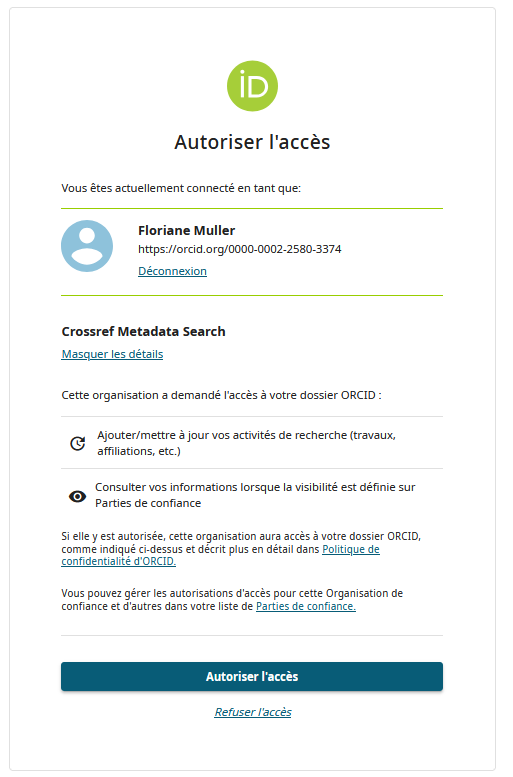 iD
Autoriser l'accès
Vous êtes actuellement connecté en tant que:
Floriane Muller
https://orcid.org/0000-0002-2580-3374
Déconnexion
Crossref Metadata Search
Masquer les détails
Cette organisation a demandé l'accès à votre dossier ORCID :
Ajouter/mettre à jour vos activités de recherche (travaux,
affiliations, etc.)
Consulter vos informations lorsque la visibilité est définie sur
Parties de confiance
Si elle y est autorisée, cette organisation aura accès à votre dossier ORCID,
comme indiqué ci-dessus et décrit plus en détail dans Politique de
confidentialité d'ORCID.
Vous pouvez gérer les autorisations d'accès pour cette Organisation de
confiance et d'autres dans votre liste de Parties de confiance.
Autoriser l'accès
Refuser l'accès